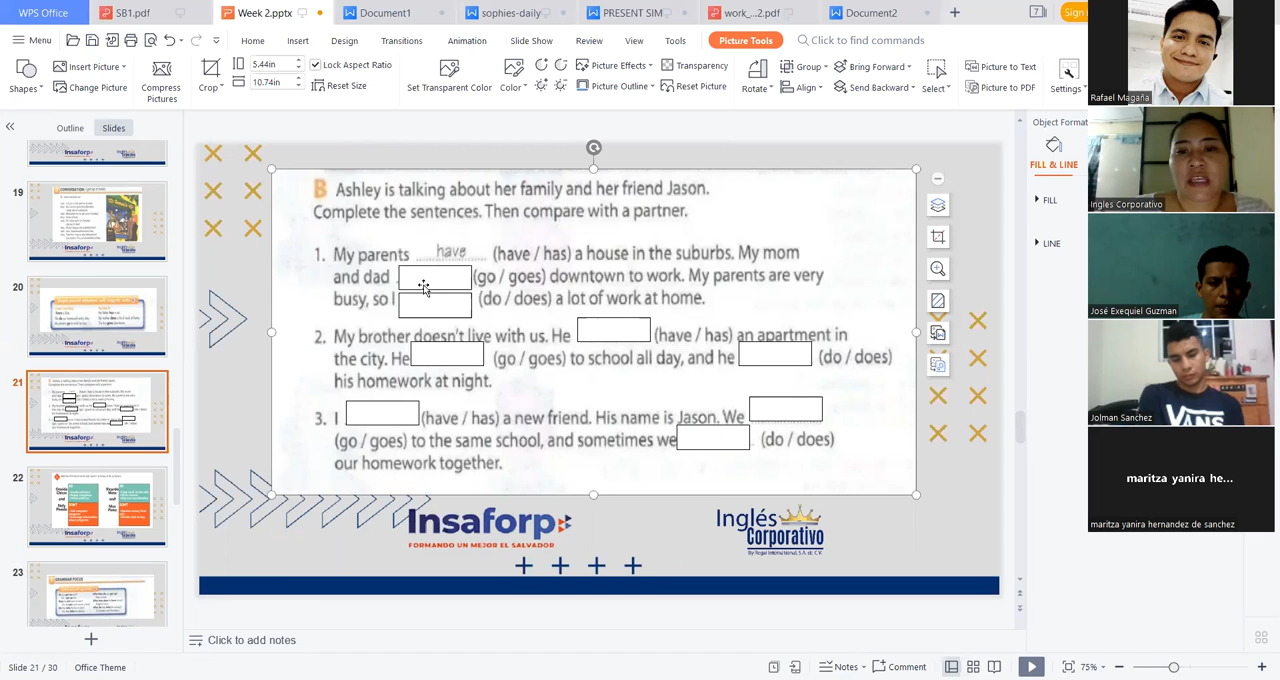 WPS Office
SB1.pdf
Week 2.pptx
Document1
sophies-daily
PRESENT SIM
work_...2.pdf
Document2
7
Sign
Menu
Home
Insert
Design
Transitions
Animation
Slide Show
Review
View
Tools
Picture Tools
Click to find commands
Shapes
Insert Picture
Change Picture
Compress Pictures
Crop
5.44in
10.74in
Lock Aspect Ratio
Reset Size
Set Transparent Color
Color
Picture Effects
Picture Outline
Transparency
Reset Picture
Rotate
Group
Align
Bring Forward
Send Backward
Select
Picture to Text
Picture to PDF
Settings
Outline
Slides
19
20
21
22
23
B Ashley is talking about her family and her friend Jason.
Complete the sentences. Then compare with a partner.
1. My parents have (have / has) a house in the suburbs. My mom
and dad (go / goes) downtown to work. My parents are very
busy, so I (do / does) a lot of work at home.
2. My brother doesn't live with us. He (have / has) an apartment in
the city. He (go / goes) to school all day, and he (do / does)
his homework at night.
3. I (have / has) a new friend. His name is Jason. We
(go / goes) to the same school, and sometimes we (do / does)
our homework together.
Insaforp
FORMANDO UN MEJOR EL SALVADOR
Inglés
Corporativo
By Regal International, S.A. de C.V.
Object Format
FILL & LINE
FILL
LINE
Rafael Magaña
Ingles Corporativo
José Exequiel Guzman
Jolman Sanchez
VANS
maritza yanira he...
maritza yanira hernandez de sanchez
Click to add notes
Slide 21 / 30
Office Theme
Notes
Comment
75%